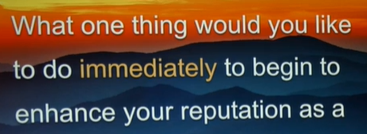 What one thing would you like
to do immediately to begin to
enhance your reputation as a